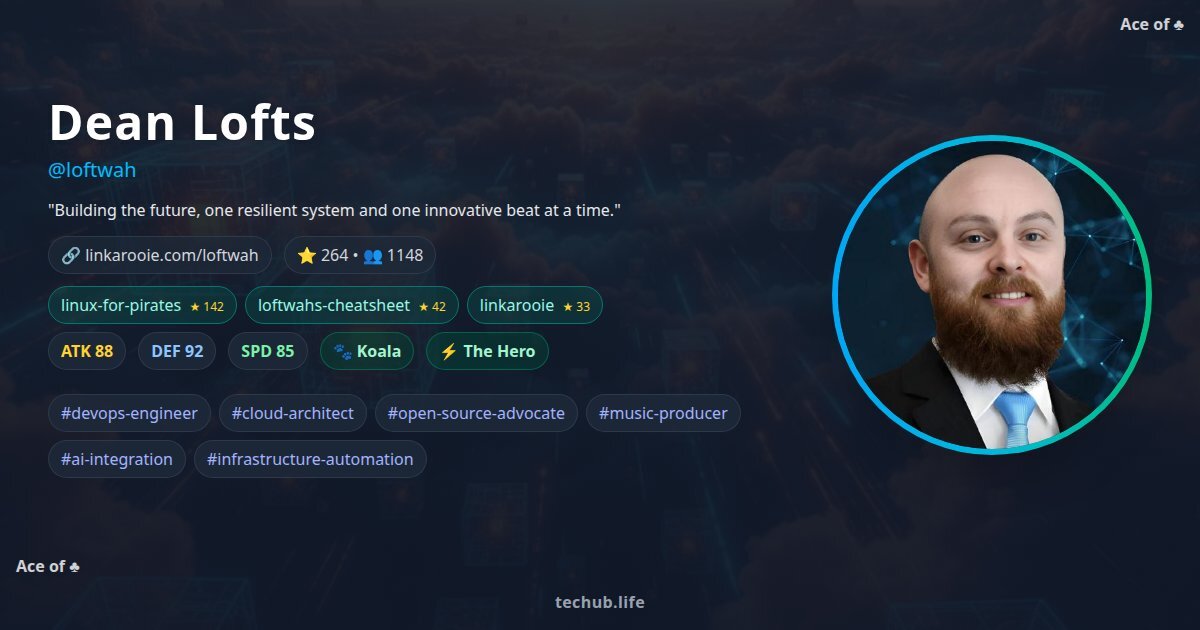 Ace of ♣
Dean Lofts
@loftwah
"Building the future, one resilient system and one innovative beat at a time."
🔗 linkarooie.com/loftwah ⭐ 264 • 👥 1148
linux-for-pirates ★ 142 loftwahs-cheatsheet ★ 42 linkarooie ★ 33
ATK 88 DEF 92 SPD 85 🐾 Koala ⚡ The Hero
#devops-engineer #cloud-architect #open-source-advocate #music-producer
#ai-integration #infrastructure-automation
Ace of ♣
techub.life